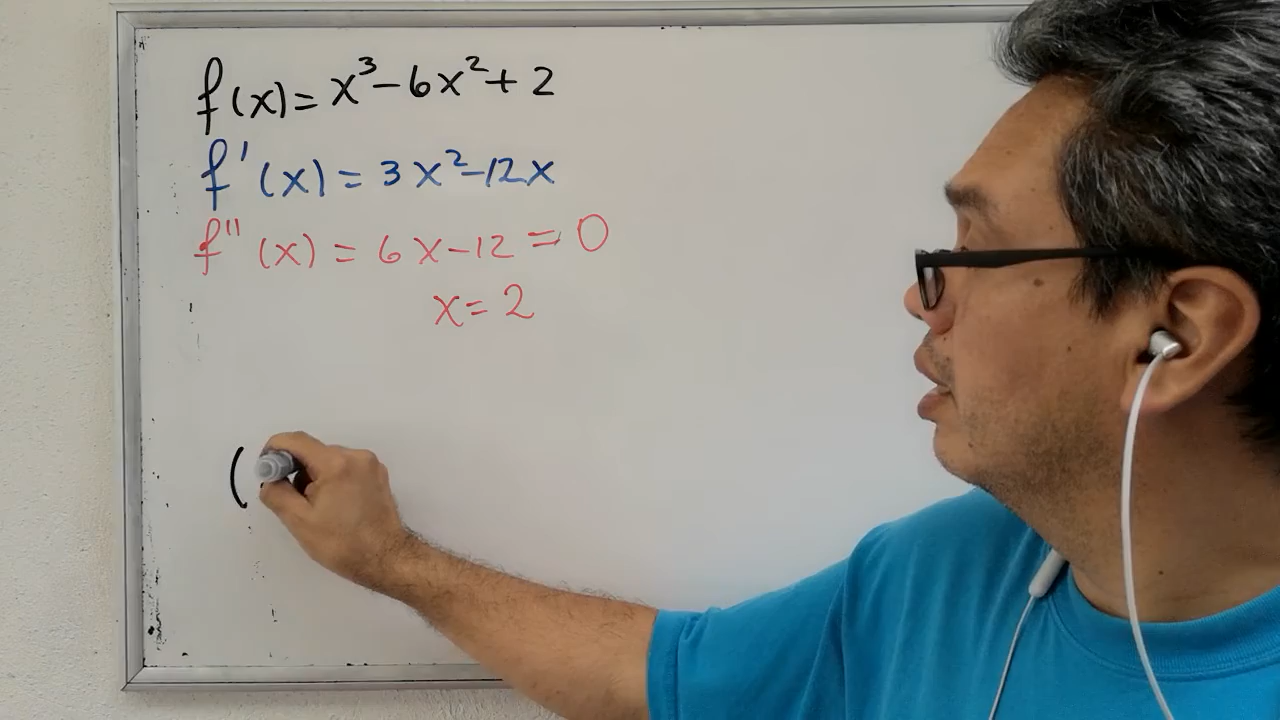 f(x)= x³-6x²+2
f'(x)= 3x²-12x
f''(x)= 6x-12=0
x=2
(